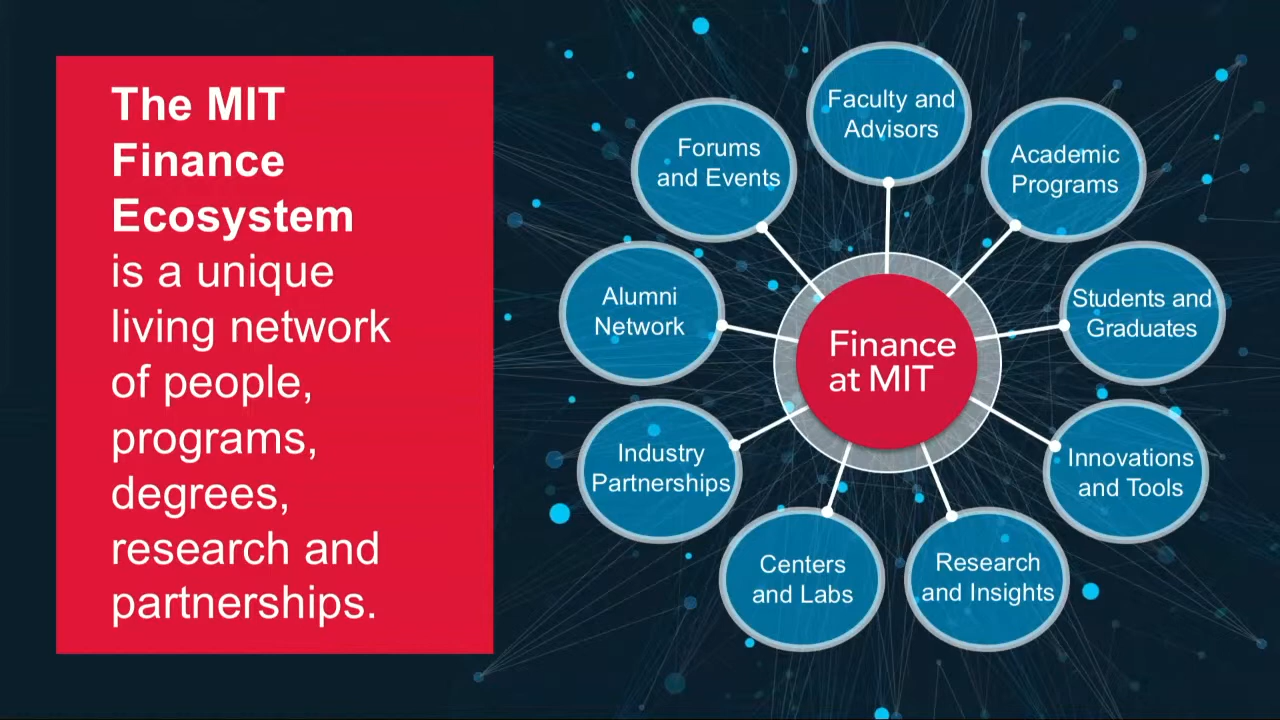 The MIT
Finance
Ecosystem
is a unique
living network
of people,
programs,
degrees,
research and
partnerships.
Faculty and
Advisors
Academic
Programs
Students and
Graduates
Innovations
and Tools
Research
and Insights
Centers
and Labs
Industry
Partnerships
Alumni
Network
Forums
and Events
Finance
at MIT